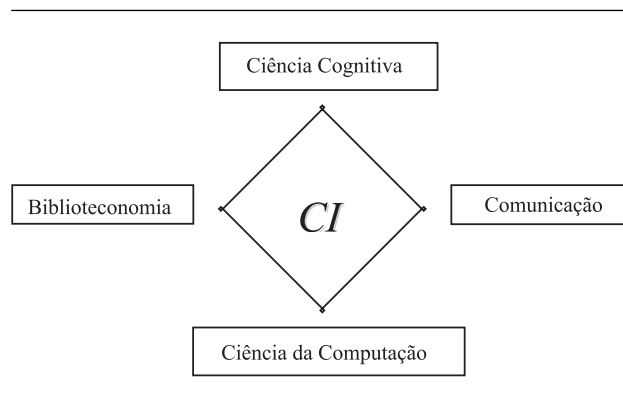 Ciência Cognitiva
Biblioteconomia
CI
Comunicação
Ciência da Computação